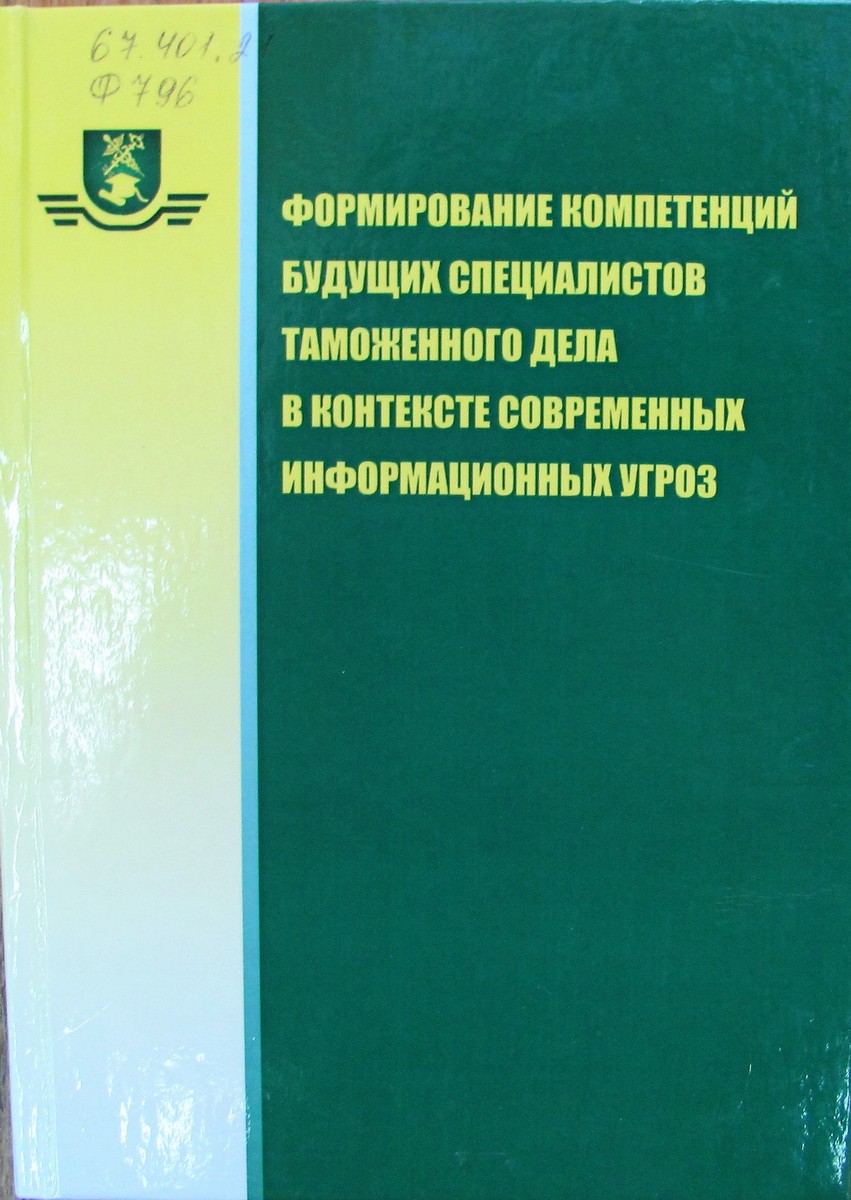 67.401.21
Ф796
ФОРМИРОВАНИЕ КОМПЕТЕНЦИЙ
БУДУЩИХ СПЕЦИАЛИСТОВ
ТАМОЖЕННОГО ДЕЛА
В КОНТЕКСТЕ СОВРЕМЕННЫХ
ИНФОРМАЦИОННЫХ УГРОЗ